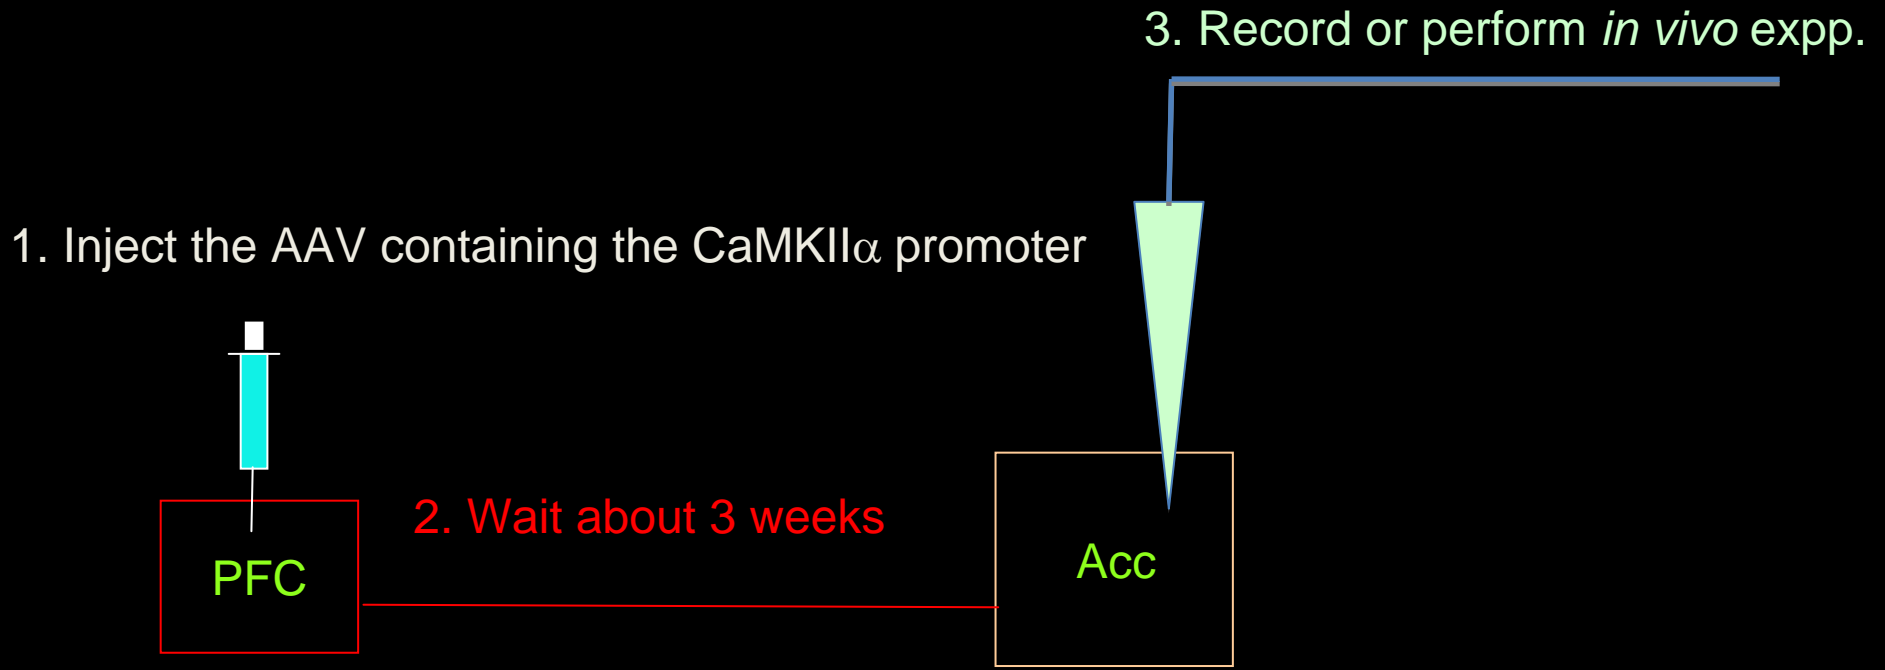 3. Record or perform in vivo expp.
1. Inject the AAV containing the CaMKIIα promoter
2. Wait about 3 weeks
PFC
Acc